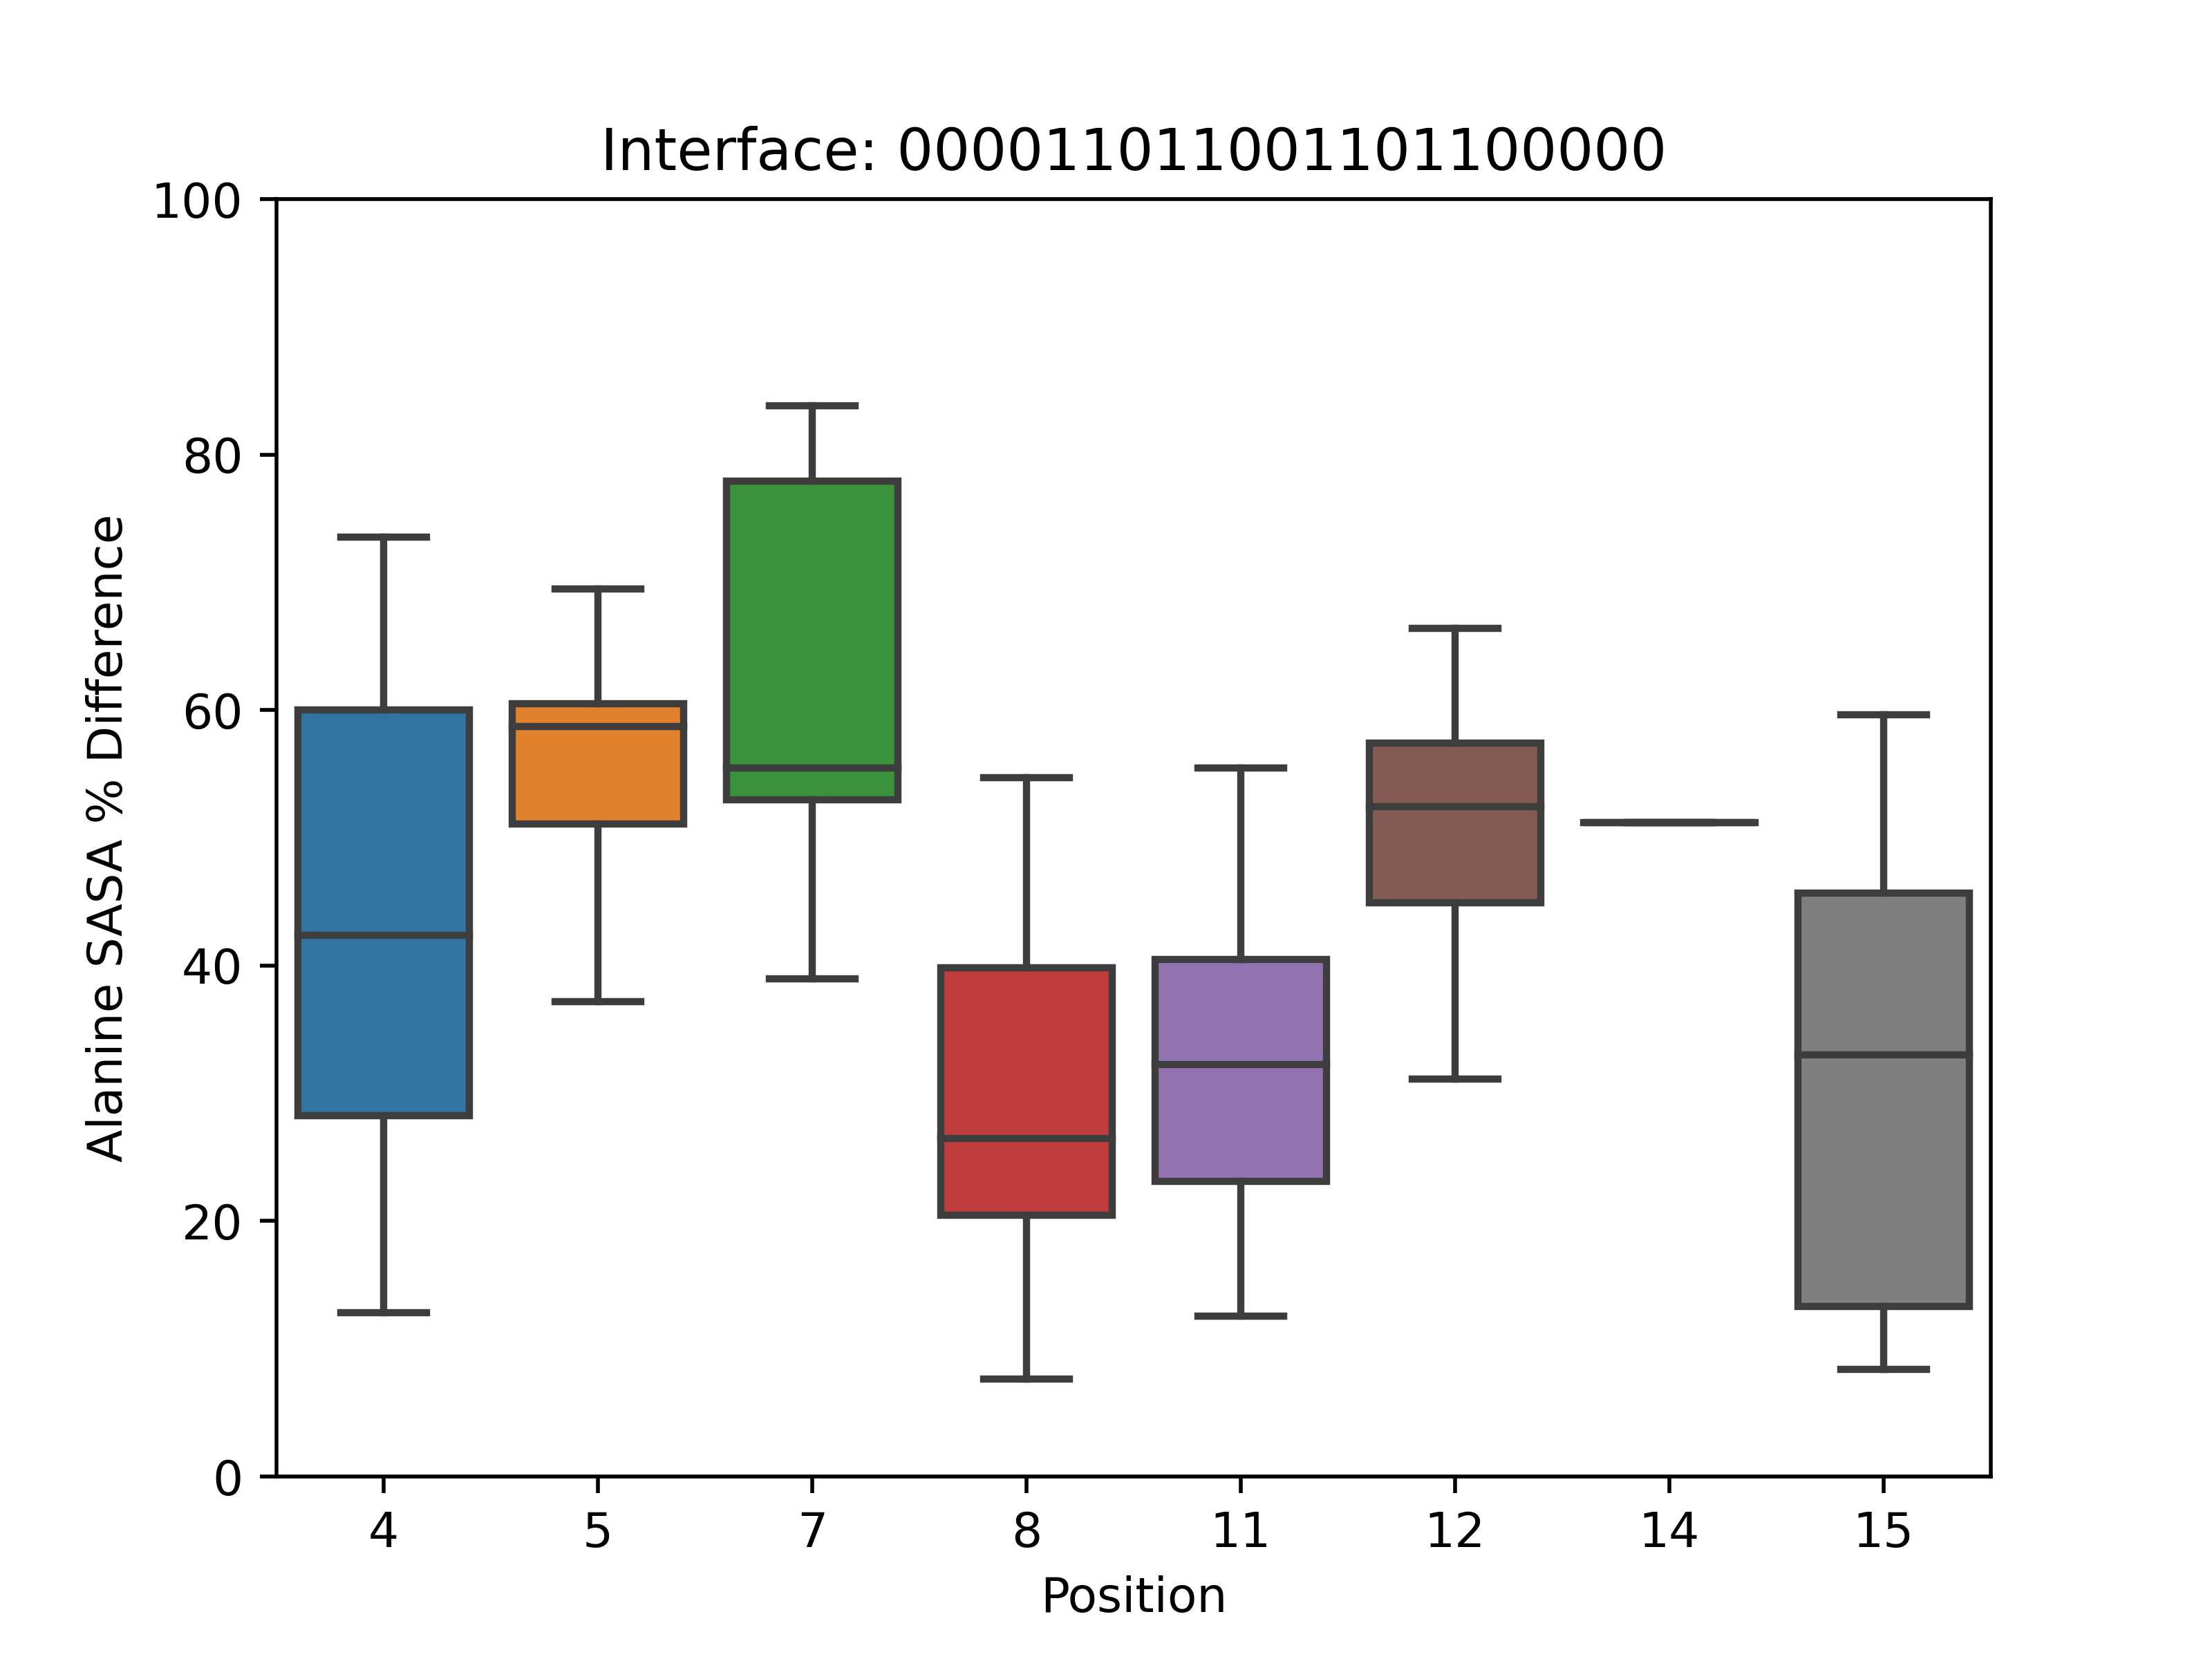 Interface: 000011011001101100000
100
80
60
40
20
0
Alanine SASA % Difference
4 5 7 8 11 12 14 15
Position